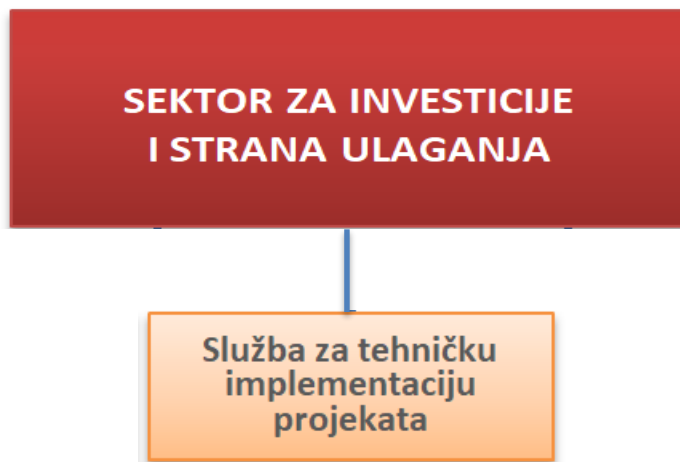 SEKTOR ZA INVESTICIJE
I STRANA ULAGANJA
Služba za tehničku
implementaciju
projekata